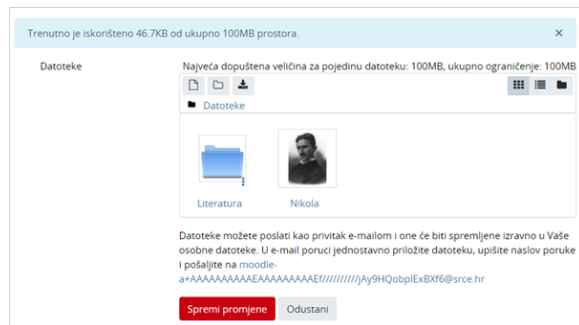 Trenutno je iskorišteno 46.7KB od ukupno 100MB prostora.
Datoteke
Najveća dopuštena veličina za pojedinu datoteku: 100MB, ukupno ograničenje: 100MB
Datoteke
Literatura
Nikola
Datoteke možete poslati kao privitak e-mailom i one će biti spremljene izravno u Vaše
osobne datoteke. U e-mail poruci jednostavno priložite datoteku, upišite naslov poruke
i pošaljite na moodle-
a+AAAAAAAAAAEAAAAAAAAAEf//////////jAy9HQobplExBXf6@srce.hr
Spremi promjene
Odustani